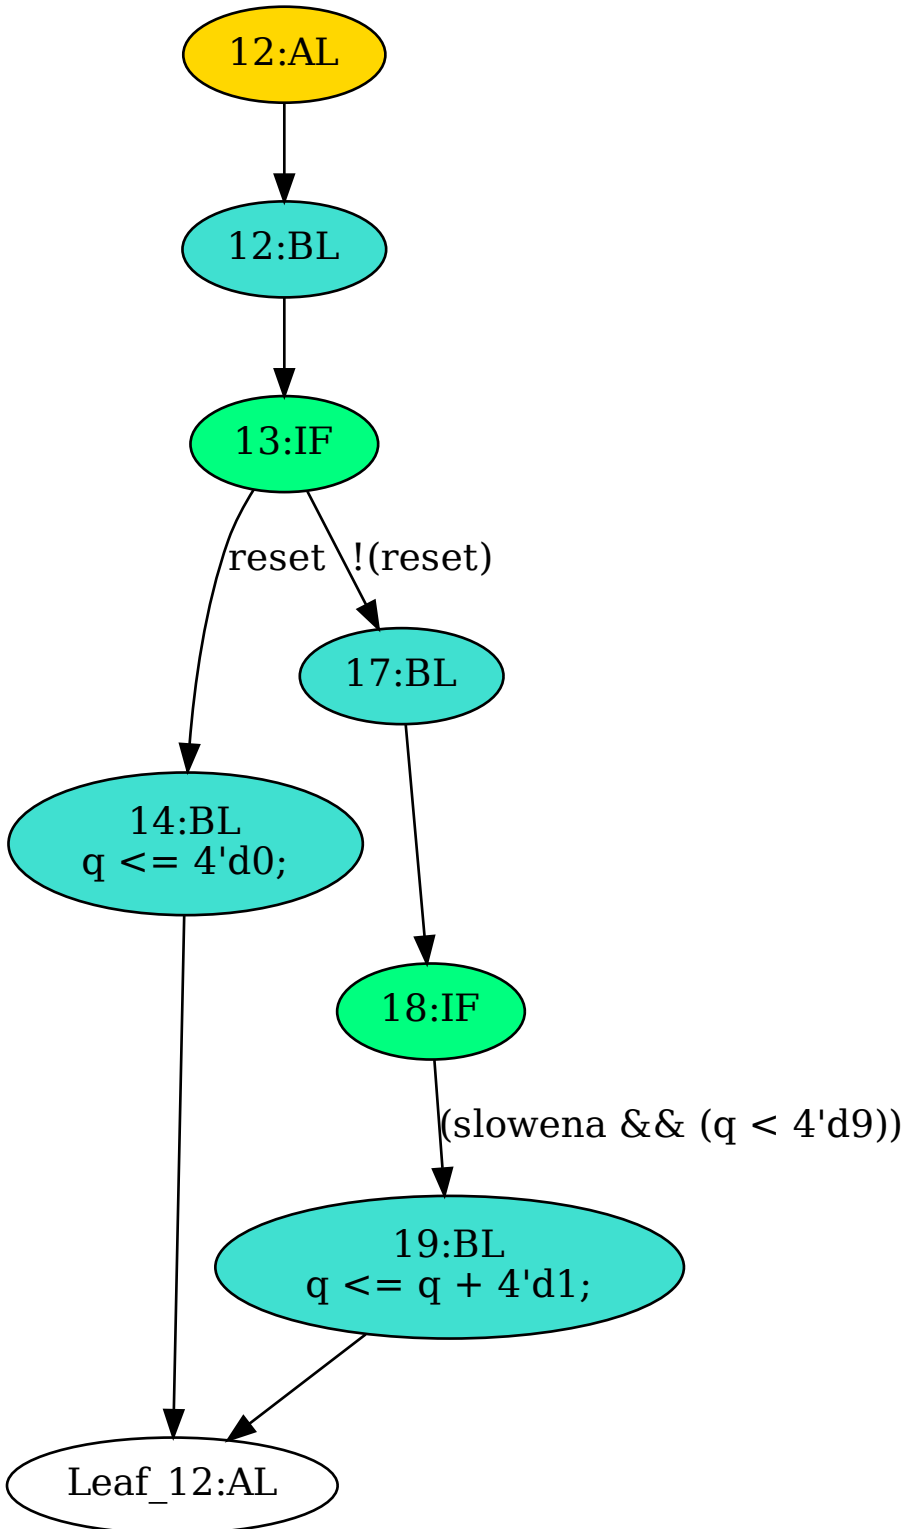 12:AL
12:BL
13:IF
reset
!(reset)
17:BL
14:BL
q <= 4'd0;
18:IF
(slowena && (q < 4'd9))
19:BL
q <= q + 4'd1;
Leaf_12:AL